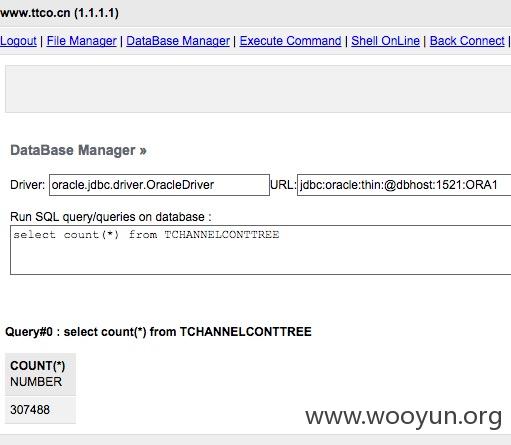 www.ttco.cn (1.1.1.1)
Logout | File Manager | DataBase Manager | Execute Command | Shell OnLine | Back Connect |
DataBase Manager »
Driver: oracle.jdbc.driver.OracleDriver URL: jdbc:oracle:thin:@dbhost:1521:ORA1
Run SQL query/queries on database :
select count(*) from TCHANNELCONTTREE
Query#0 : select count(*) from TCHANNELCONTTREE
COUNT(*)
NUMBER
307488
www.wooyun.org